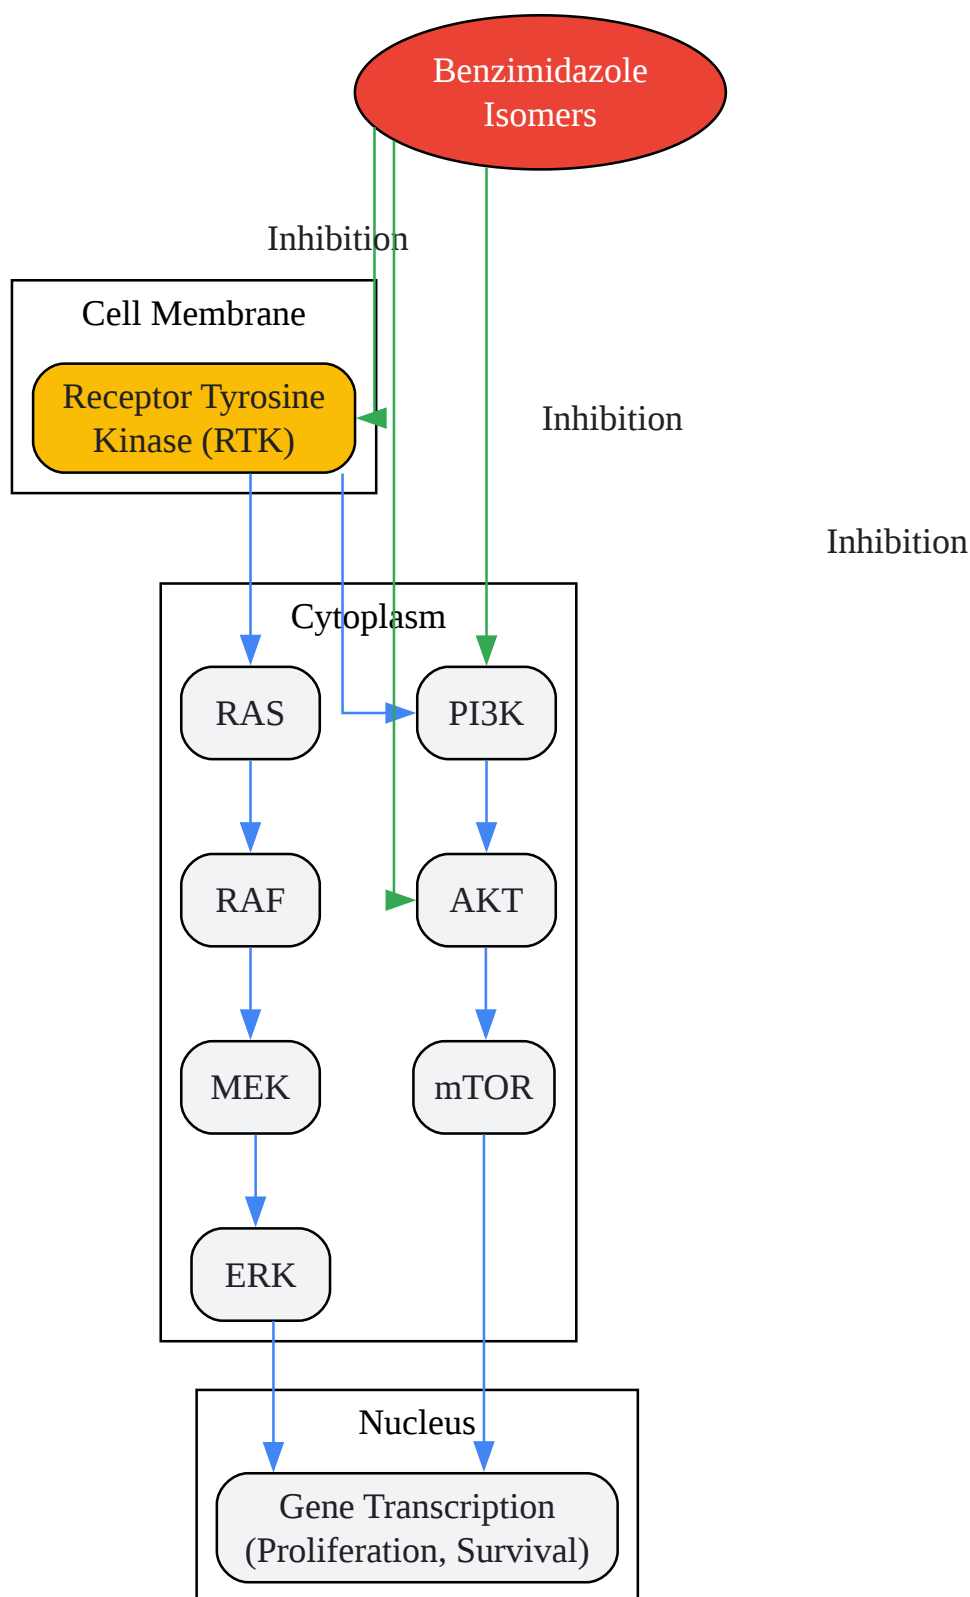 Benzimidazole
Isomers
Inhibition
Cell Membrane
Receptor Tyrosine
Kinase (RTK)
Inhibition
Inhibition
Cytoplasm
RAS
PI3K
RAF
AKT
MEK
mTOR
ERK
Nucleus
Gene Transcription
(Proliferation, Survival)